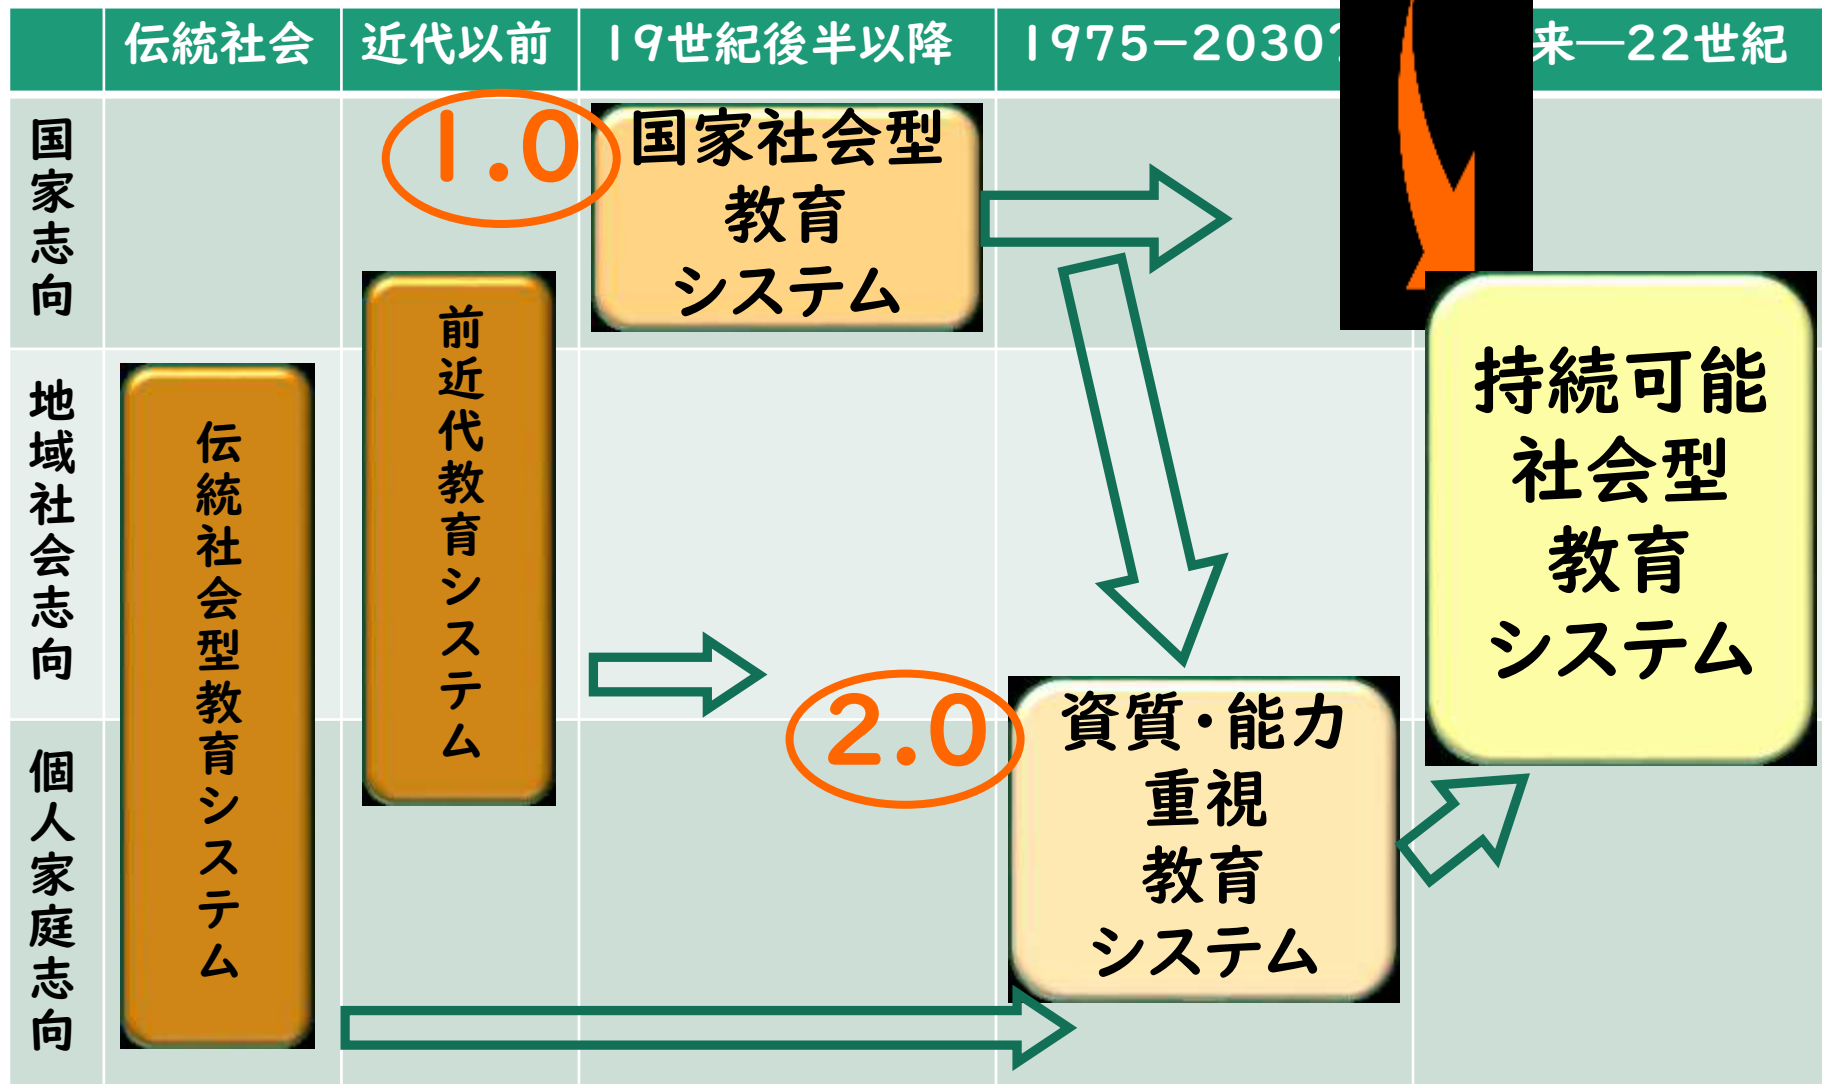 伝統社会
近代以前
19世紀後半以降
1975−2030?
来―22世紀
国家志向
1.0
国家社会型
教育
システム
前近代教育システム
地域社会志向
伝統社会型教育システム
持続可能
社会型
教育
システム
2.0
資質・能力
重視
教育
システム
個人家庭志向